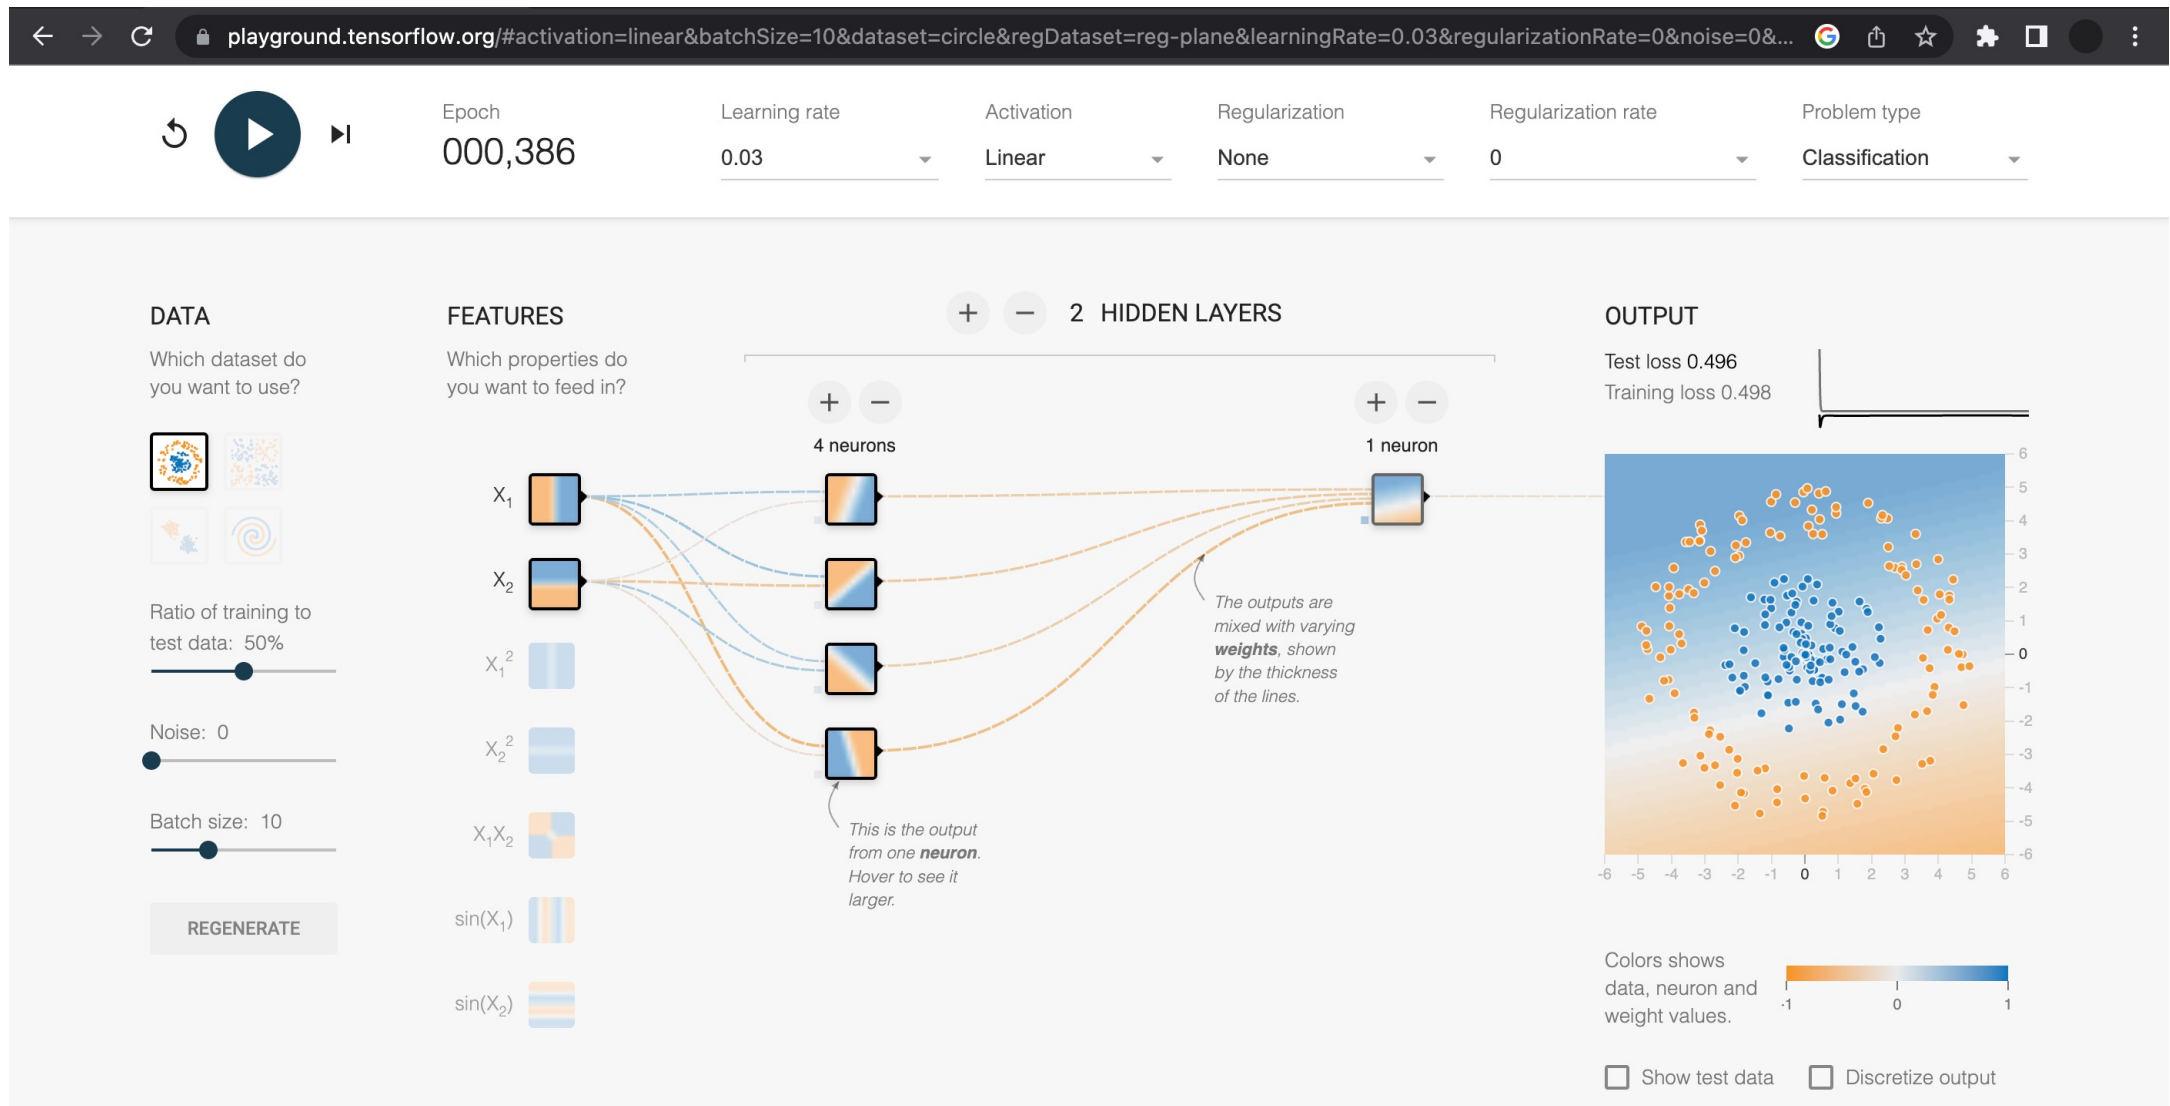 playground.tensorflow.org/#activation=linear&batchSize=10&dataset=circle&regDataset=reg-plane&learningRate=0.03&regularizationRate=0&noise=0&...
Epoch
000,386
Learning rate
0.03
Activation
Linear
Regularization
None
Regularization rate
0
Problem type
Classification
DATA
Which dataset do
you want to use?
Ratio of training to
test data: 50%
Noise: 0
Batch size: 10
REGENERATE
FEATURES
Which properties do
you want to feed in?
X₁
X₂
X₁²
X₂²
X₁X₂
sin(X₁)
sin(X₂)
+ − 2 HIDDEN LAYERS
+ −
4 neurons
+ −
1 neuron
The outputs are
mixed with varying
weights, shown
by the thickness
of the lines.
This is the output
from one neuron.
Hover to see it
larger.
OUTPUT
Test loss 0.496
Training loss 0.498
6
5
4
3
2
1
0
-1
-2
-3
-4
-5
-6
-6 -5 -4 -3 -2 -1 0 1 2 3 4 5 6
Colors shows
data, neuron and
weight values.
-1 0 1
Show test data
Discretize output